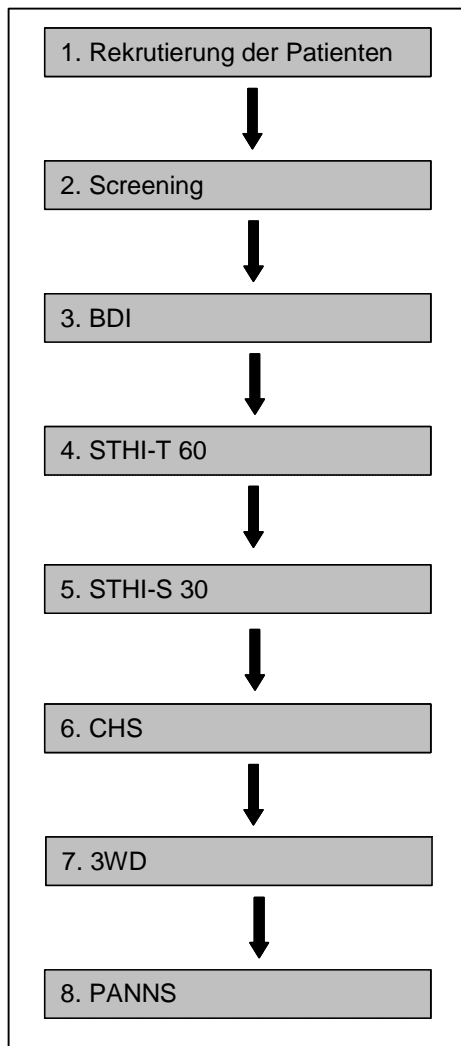 1. Rekrutierung der Patienten
2. Screening
3. BDI
4. STHI-T 60
5. STHI-S 30
6. CHS
7. 3WD
8. PANNS